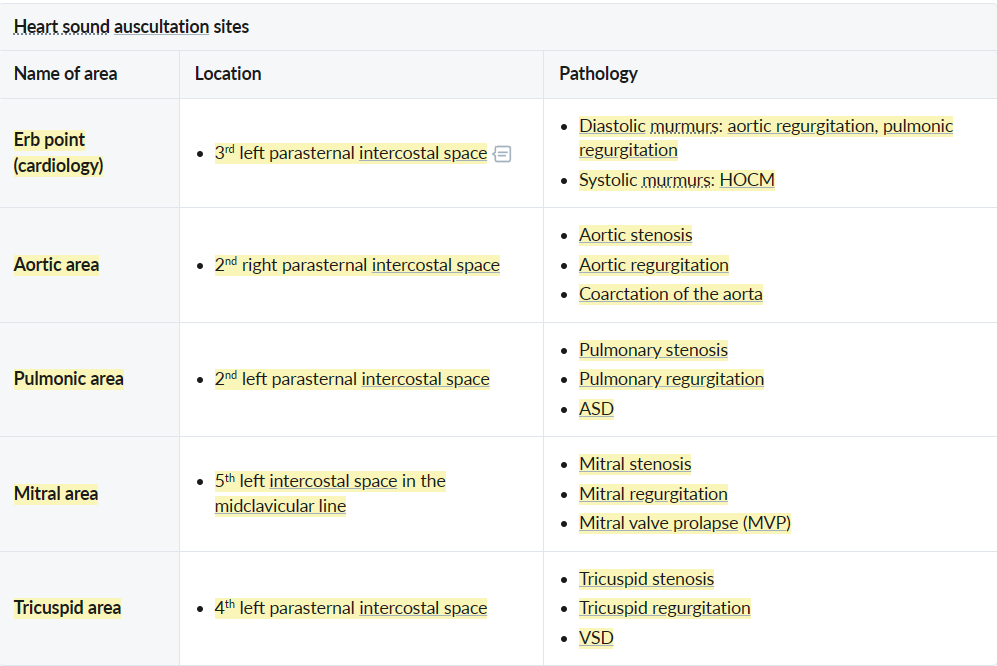 Heart sound auscultation sites
Name of area
Location
Pathology
Erb point
(cardiology)
3rd left parasternal intercostal space
Diastolic murmurs: aortic regurgitation, pulmonic
regurgitation
Systolic murmurs: HOCM
Aortic area
2nd right parasternal intercostal space
Aortic stenosis
Aortic regurgitation
Coarctation of the aorta
Pulmonic area
2nd left parasternal intercostal space
Pulmonary stenosis
Pulmonary regurgitation
ASD
Mitral area
5th left intercostal space in the
midclavicular line
Mitral stenosis
Mitral regurgitation
Mitral valve prolapse (MVP)
Tricuspid area
4th left parasternal intercostal space
Tricuspid stenosis
Tricuspid regurgitation
VSD